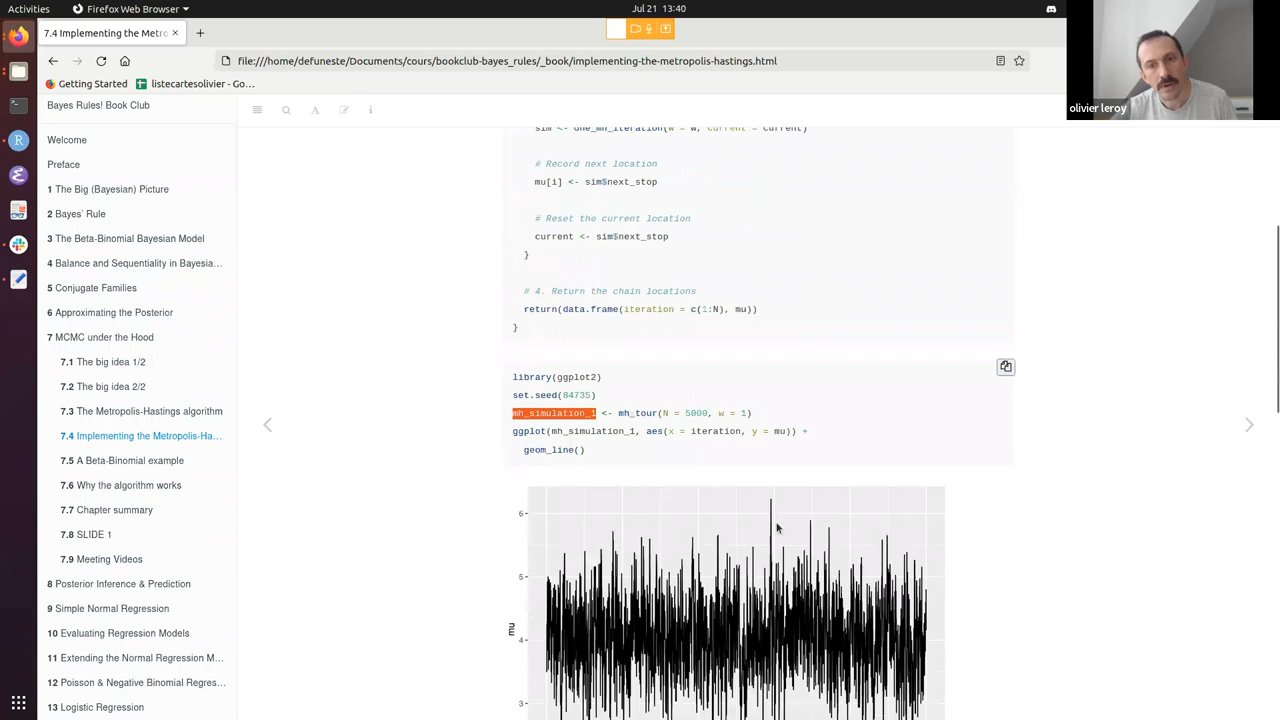 Activities
Firefox Web Browser
Jul 21 13:40
7.4 Implementing the Metro
file:///home/defuneste/Documents/cours/bookclub-bayes_rules/_book/implementing-the-metropolis-hastings.html
Getting Started
listecartesolivier - Go…
olivier leroy
Bayes Rules! Book Club
Welcome
Preface
1 The Big (Bayesian) Picture
2 Bayes' Rule
3 The Beta-Binomial Bayesian Model
4 Balance and Sequentiality in Bayesia…
5 Conjugate Families
6 Approximating the Posterior
7 MCMC under the Hood
7.1 The big idea 1/2
7.2 The big idea 2/2
7.3 The Metropolis-Hastings algorithm
7.4 Implementing the Metropolis-Ha…
7.5 A Beta-Binomial example
7.6 Why the algorithm works
7.7 Chapter summary
7.8 SLIDE 1
7.9 Meeting Videos
8 Posterior Inference & Prediction
9 Simple Normal Regression
10 Evaluating Regression Models
11 Extending the Normal Regression M…
12 Poisson & Negative Binomial Regres…
13 Logistic Regression
sim <- one_mh_iteration(w = w, current = current)
# Record next location
mu[i] <- sim$next_stop
# Reset the current location
current <- sim$next_stop
}
# 4. Return the chain locations
return(data.frame(iteration = c(1:N), mu))
}
library(ggplot2)
set.seed(84735)
mh_simulation_1 <- mh_tour(N = 5000, w = 1)
ggplot(mh_simulation_1, aes(x = iteration, y = mu)) +
geom_line()
6
5
mu
4
3